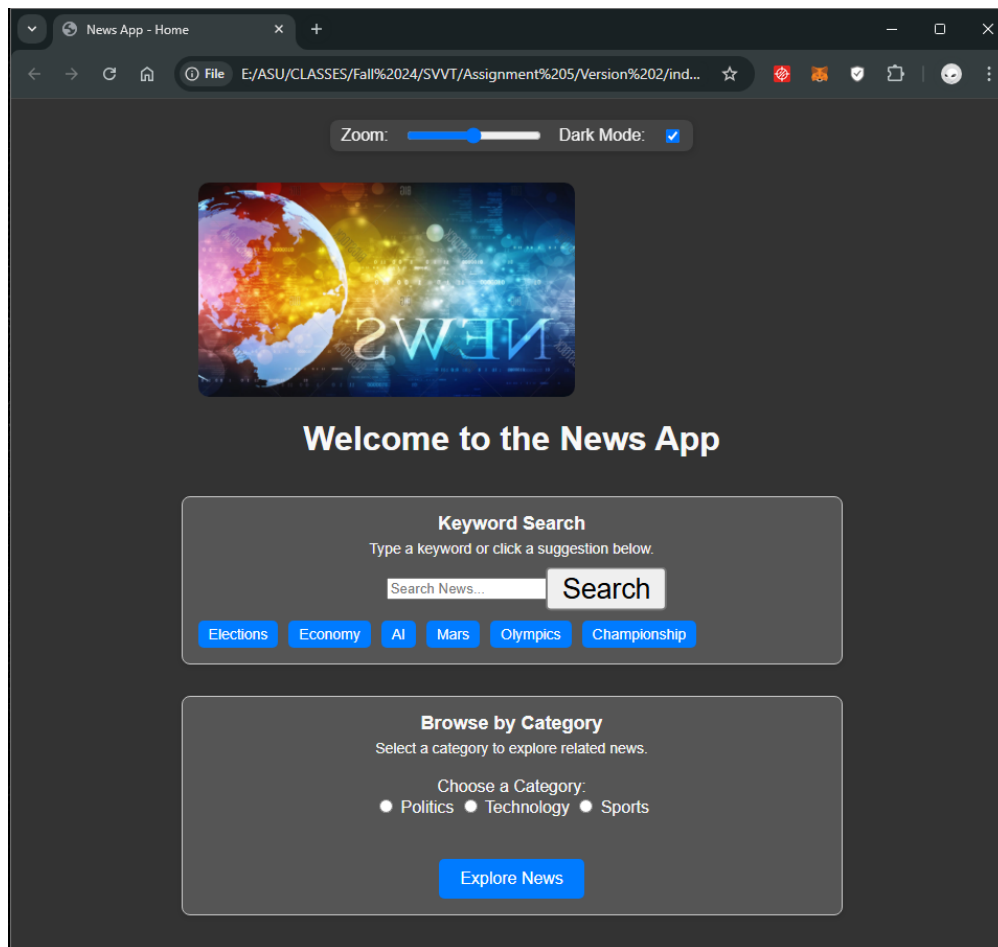 News App - Home
File E:/ASU/CLASSES/Fall%202024/SVVT/Assignment%205/Version%202/ind...
Zoom: Dark Mode:
NEWS
Welcome to the News App
Keyword Search
Type a keyword or click a suggestion below.
Search News... Search
Elections Economy AI Mars Olympics Championship
Browse by Category
Select a category to explore related news.
Choose a Category:
Politics Technology Sports
Explore News